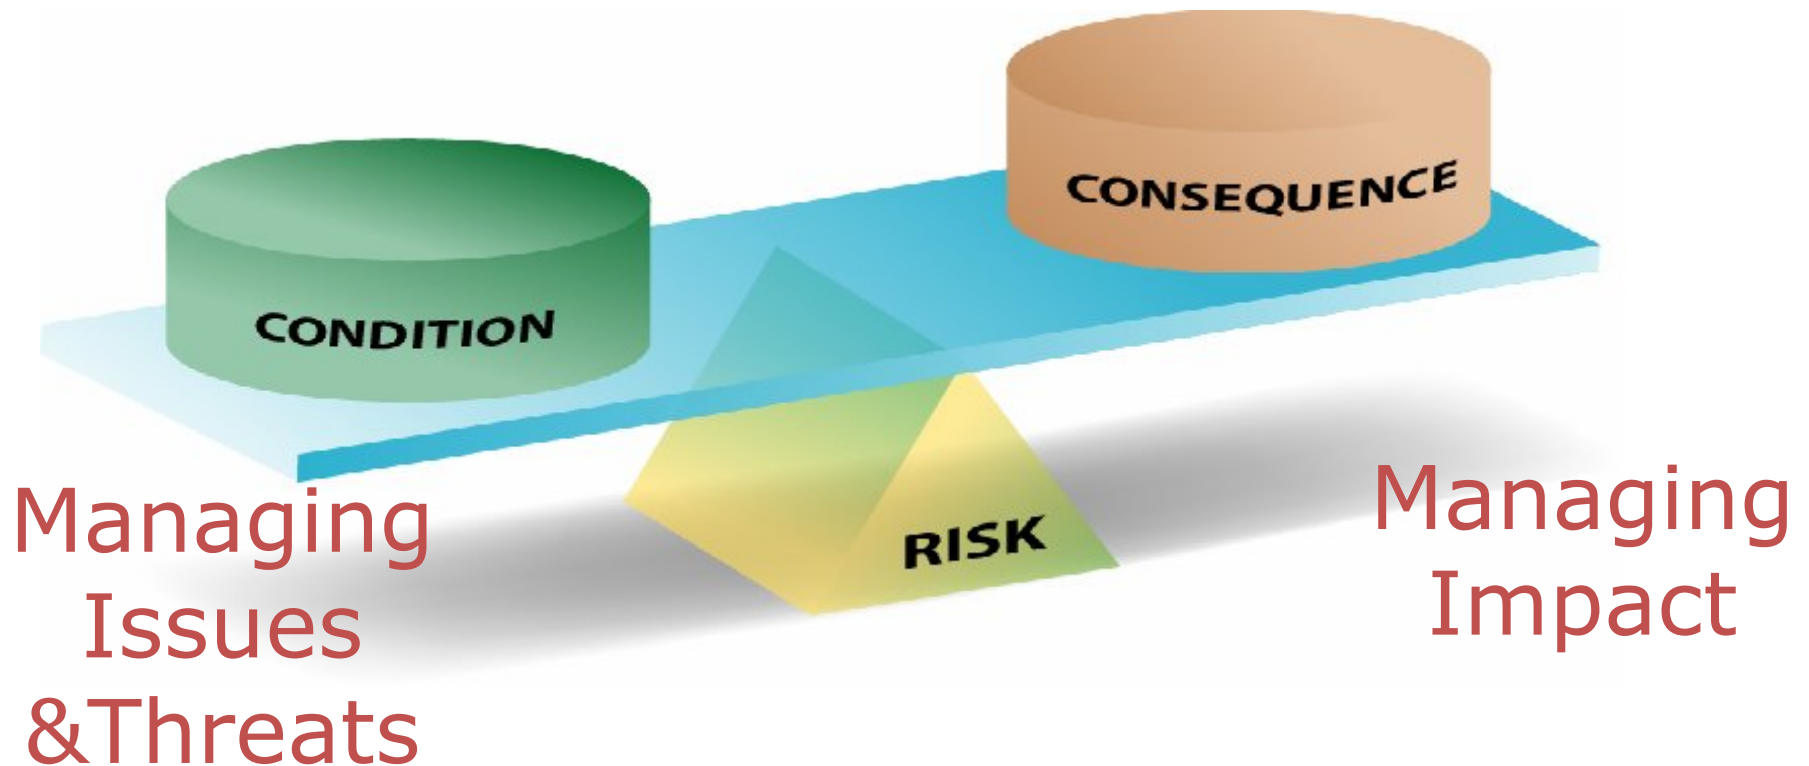 CONSEQUENCE
CONDITION
RISK
Managing
Issues
&Threats
Managing
Impact